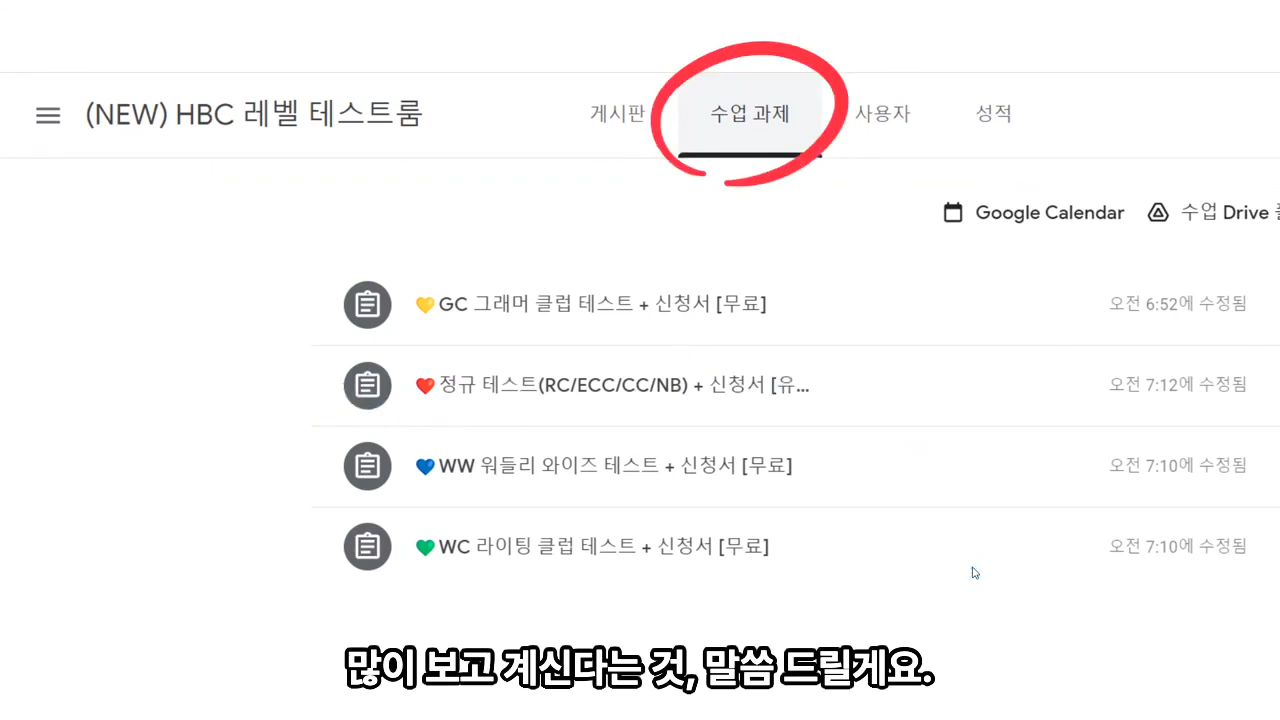 (NEW) HBC 레벨 테스트룸
게시판 수업 과제 사용자 성적
Google Calendar 수업 Drive
💛GC 그래머 클럽 테스트 + 신청서 [무료] 오전 6:52에 수정됨
❤️정규 테스트(RC/ECC/CC/NB) + 신청서 [유... 오전 7:12에 수정됨
💙WW 워들리 와이즈 테스트 + 신청서 [무료] 오전 7:10에 수정됨
💚WC 라이팅 클럽 테스트 + 신청서 [무료] 오전 7:10에 수정됨
많이 보고 계신다는 것, 말씀 드릴게요.